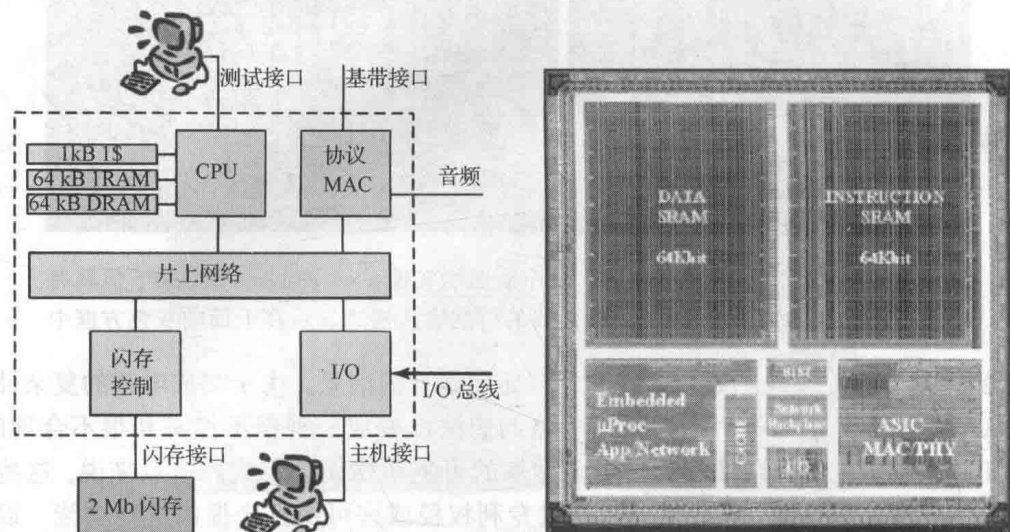 测试接口
基带接口
1kB 1$
64 kB IRAM
64 kB DRAM
CPU
协议
MAC
音频
片上网络
闪存
控制
I/O
I/O 总线
闪存接口
主机接口
2 Mb 闪存
DATA
SRAM
64Kbit
INSTRUCTION
SRAM
64Kbit
Embedded
μProc
App/Network
CACHE
Network
Backplane
I/O
ASIC
MAC/PHY